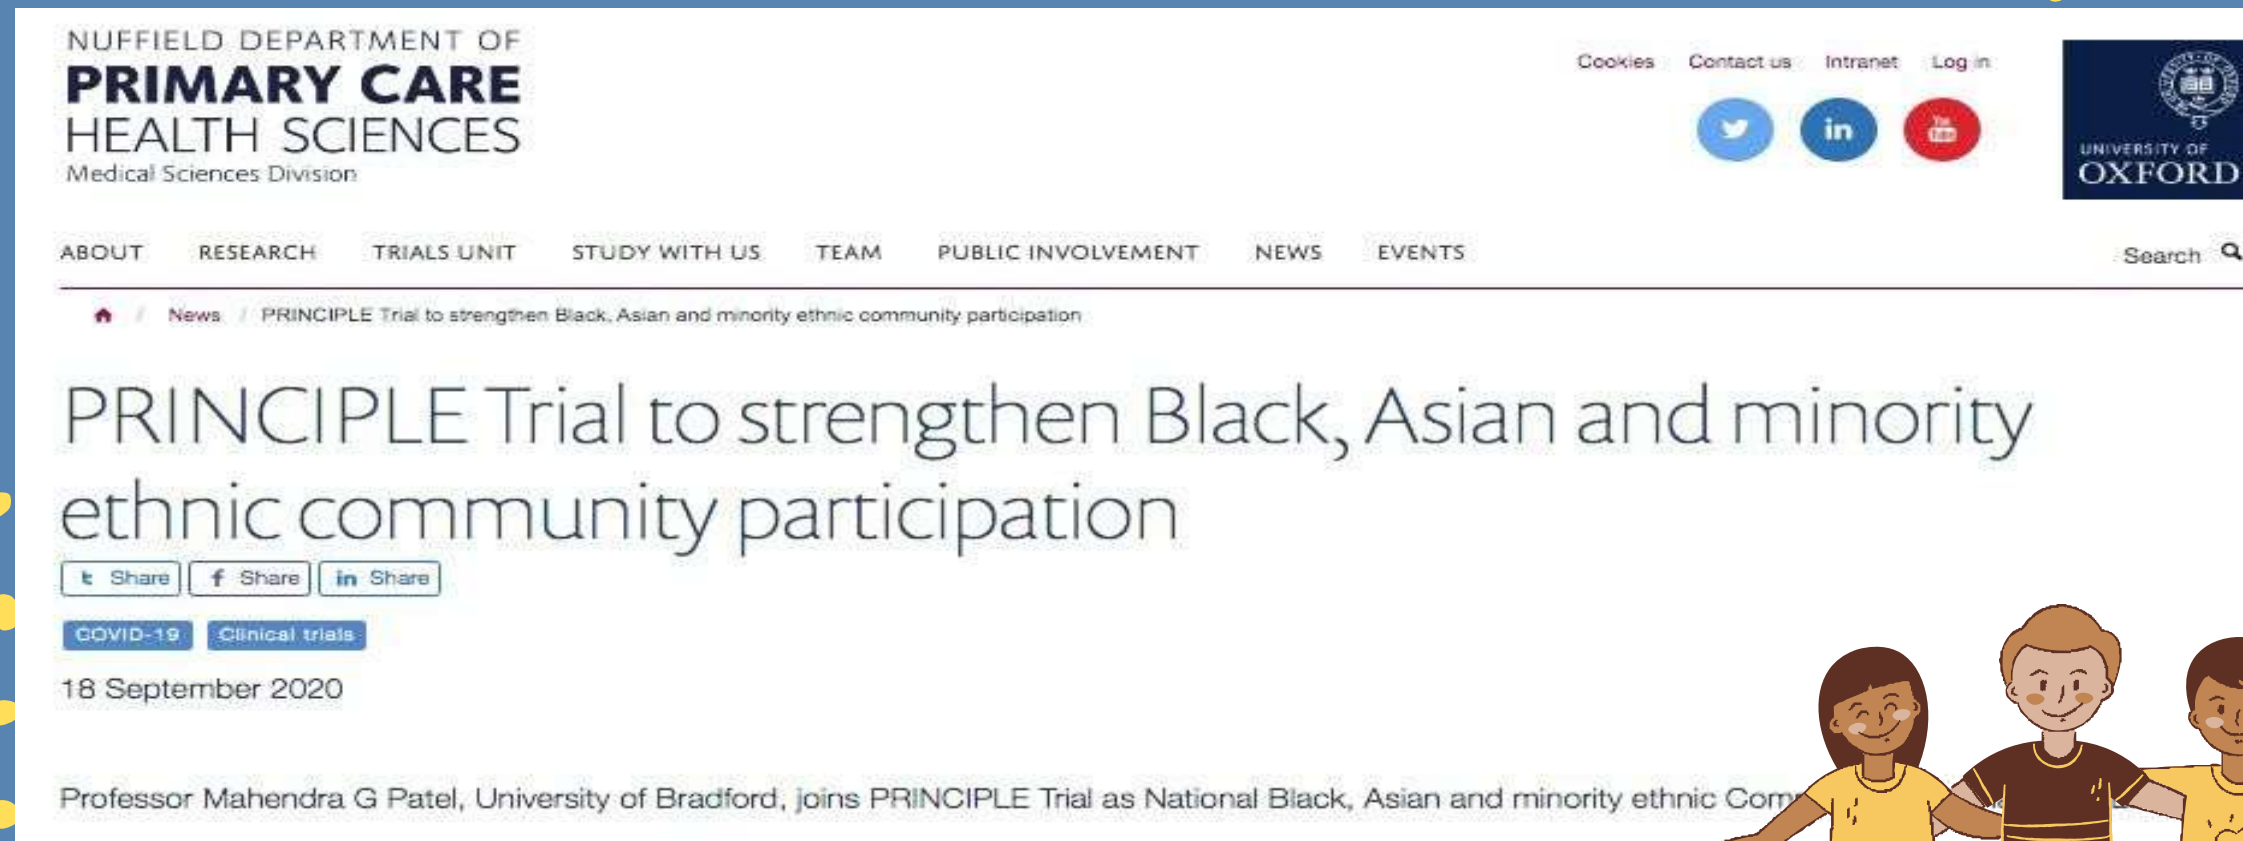 NUFFIELD DEPARTMENT OF
PRIMARY CARE
HEALTH SCIENCES
Medical Sciences Division
Cookies Contact us Intranet Log in
in
You Tube
UNIVERSITY OF
OXFORD
ABOUT RESEARCH TRIALS UNIT STUDY WITH US TEAM PUBLIC INVOLVEMENT NEWS EVENTS
Search
/ News / PRINCIPLE Trial to strengthen Black, Asian and minority ethnic community participation
PRINCIPLE Trial to strengthen Black, Asian and minority
ethnic community participation
t Share f Share in Share
COVID-19 Clinical trials
18 September 2020
Professor Mahendra G Patel, University of Bradford, joins PRINCIPLE Trial as National Black, Asian and minority ethnic